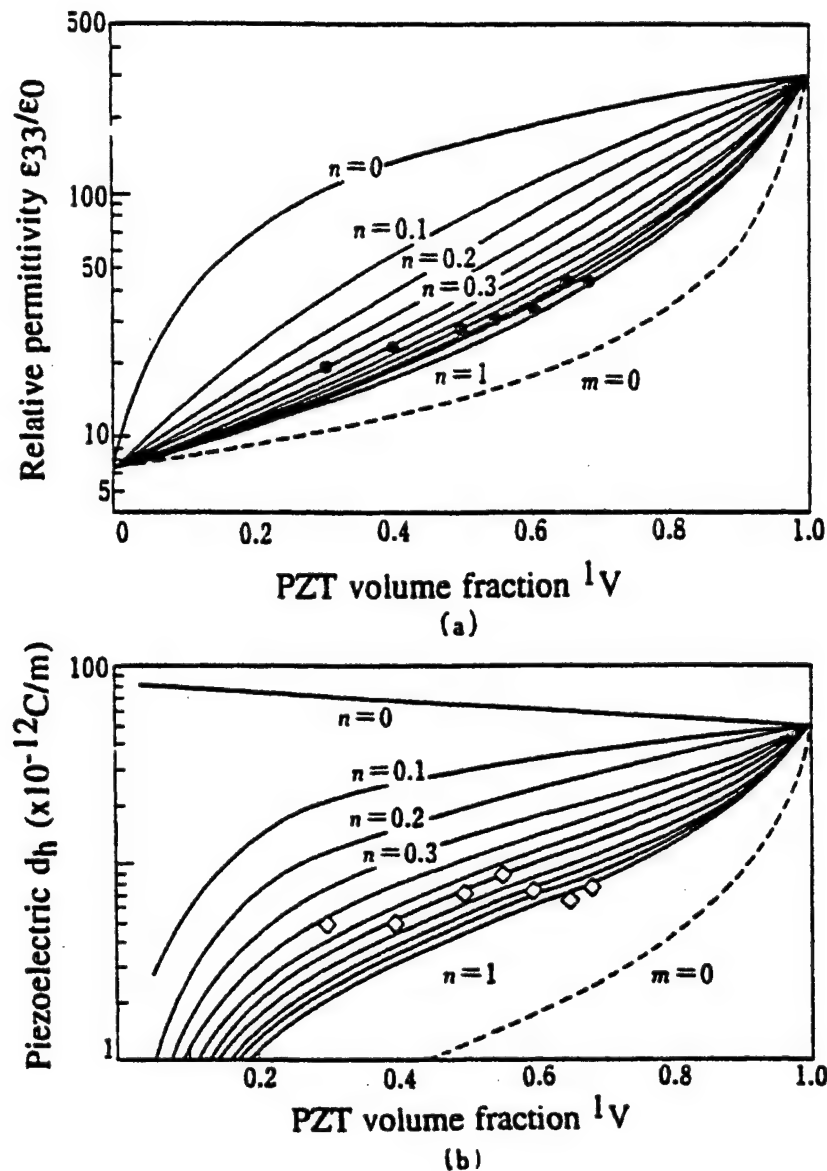 500
100
50
10
5
Relative permittivity ε33/ε0
n=0
n=0.1
n=0.2
n=0.3
n=1
m=0
0
0.2
0.4
0.6
0.8
1.0
PZT volume fraction ¹V
(a)
100
1
Piezoelectric dh (x10⁻¹²C/m)
n=0
n=0.1
n=0.2
n=0.3
n=1
m=0
0.2
0.4
0.6
0.8
1.0
PZT volume fraction ¹V
(b)